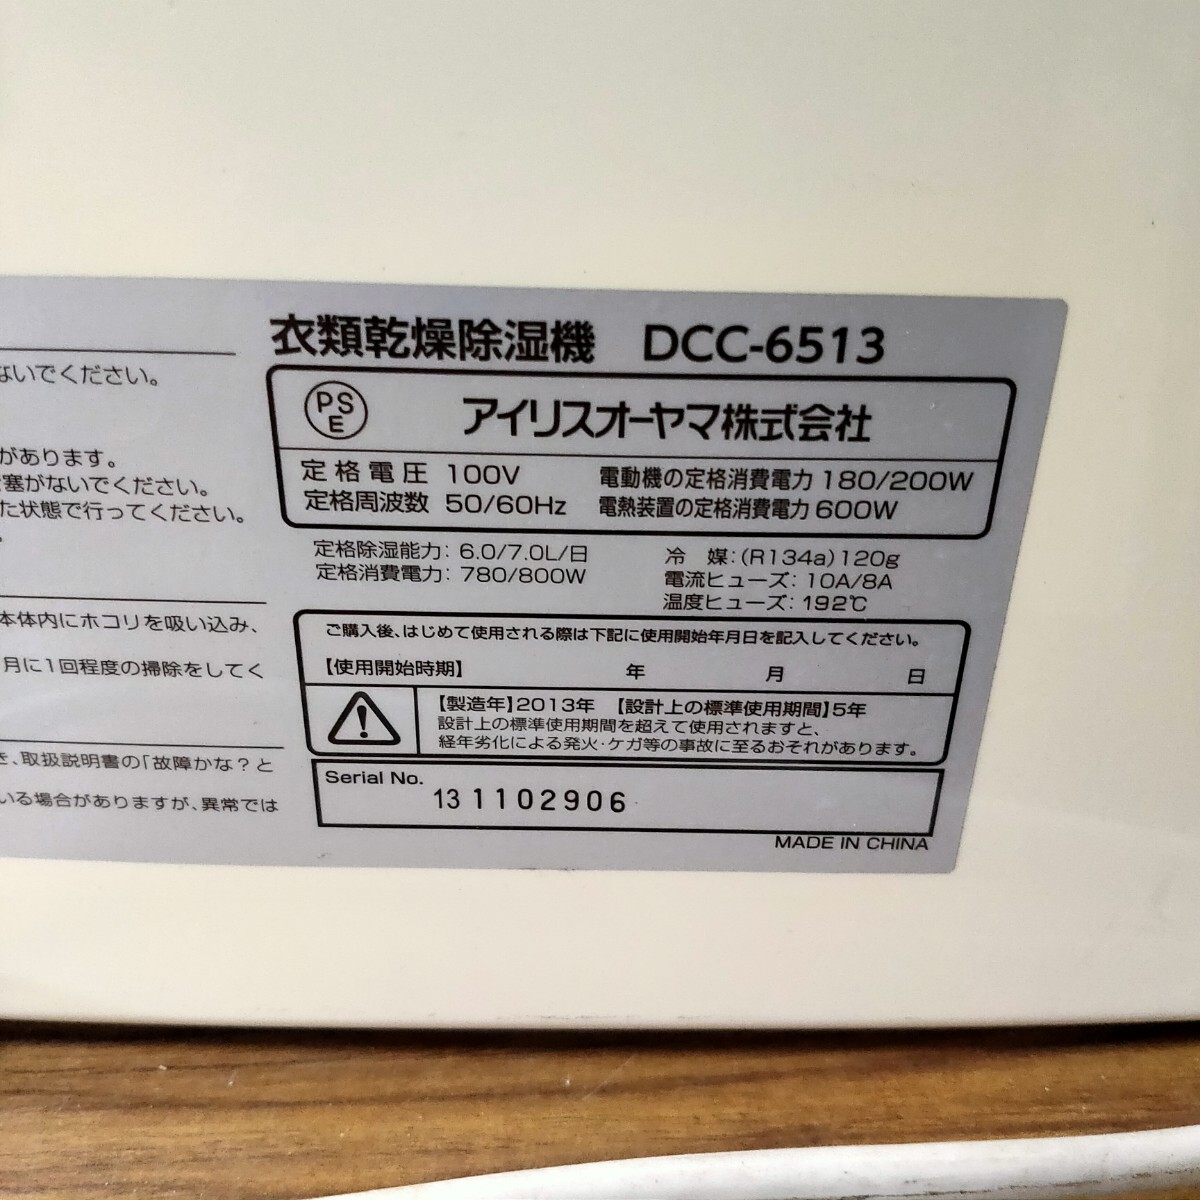 ないでください。
があります。
塞がないでください。
た状態で行ってください。
本体内にホコリを吸い込み、
月に1回程度の掃除をしてく
き、取扱説明書の「故障かな?と
いる場合がありますが、異常では
衣類乾燥除湿機 DCC-6513
PSE アイリスオーヤマ株式会社
定格電圧 100V 電動機の定格消費電力 180/200W
定格周波数 50/60Hz 電熱装置の定格消費電力 600W
定格除湿能力: 6.0/7.0L/日 冷 媒:(R134a)120g
定格消費電力: 780/800W 電流ヒューズ: 10A/8A
温度ヒューズ: 192℃
ご購入後、はじめて使用される際は下記に使用開始年月日を記入してください。
【使用開始時期】 年 月 日
【製造年】2013年 【設計上の標準使用期間】5年
設計上の標準使用期間を超えて使用されますと、
経年劣化による発火・ケガ等の事故に至るおそれがあります。
Serial No.
13 1102906
MADE IN CHINA